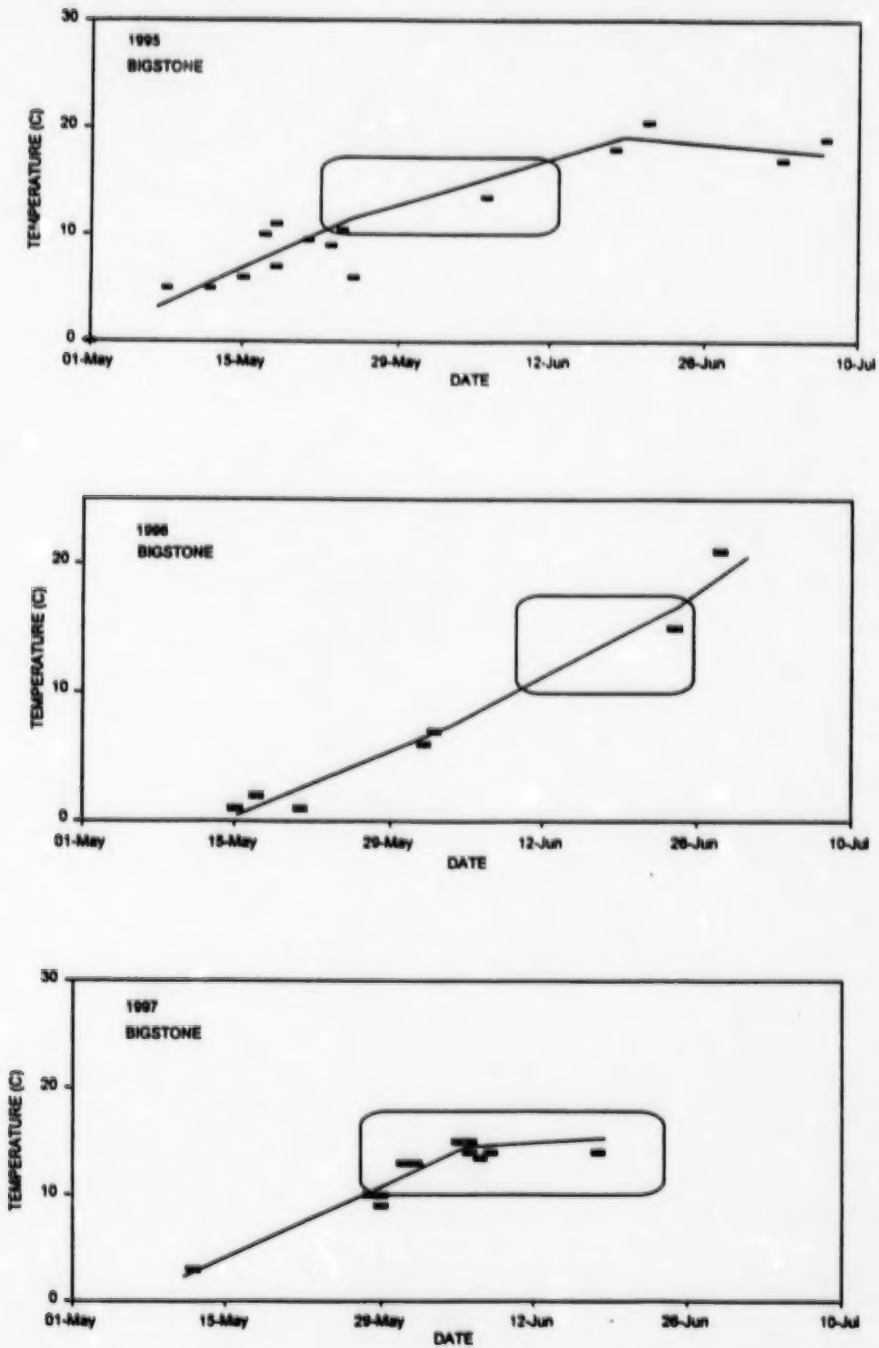 30
1995
BIGSTONE
20
TEMPERATURE (C)
10
0
01-May 15-May 29-May 12-Jun 26-Jun 10-Jul
DATE
1996
BIGSTONE
20
TEMPERATURE (C)
10
0
01-May 15-May 29-May 12-Jun 26-Jun 10-Jul
DATE
30
1997
BIGSTONE
20
TEMPERATURE (C)
10
0
01-May 15-May 29-May 12-Jun 26-Jun 10-Jul
DATE